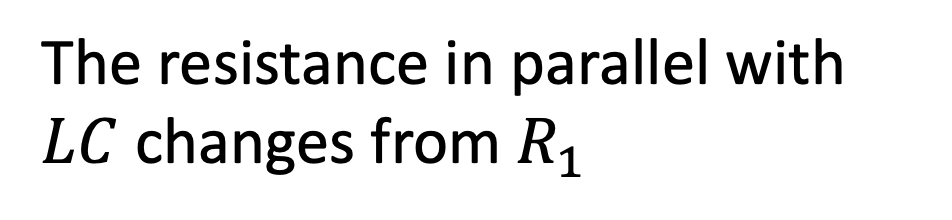 The resistance in parallel with
LC changes from R₁